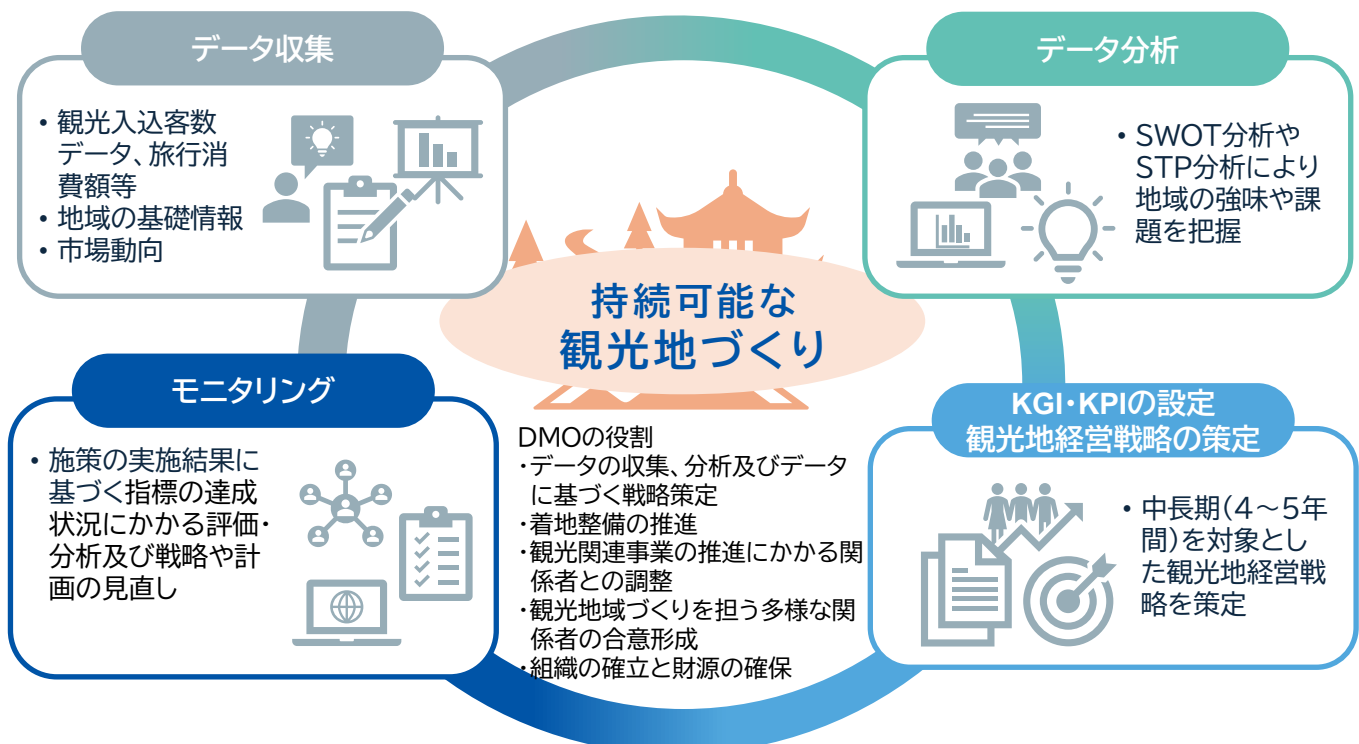 データ収集
・観光入込客数
データ、旅行消
費額等
・地域の基礎情報
・市場動向
データ分析
・SWOT分析や
STP分析により
地域の強味や課
題を把握
持続可能な
観光地づくり
モニタリング
・施策の実施結果に
基づく指標の達成
状況にかかる評価・
分析及び戦略や計
画の見直し
DMOの役割
・データの収集、分析及びデータ
に基づく戦略策定
・着地整備の推進
・観光関連事業の推進にかかる関
係者との調整
・観光地域づくりを担う多様な関
係者の合意形成
・組織の確立と財源の確保
KGI・KPIの設定
観光地経営戦略の策定
・中長期(4～5年
間)を対象とし
た観光地経営戦
略を策定